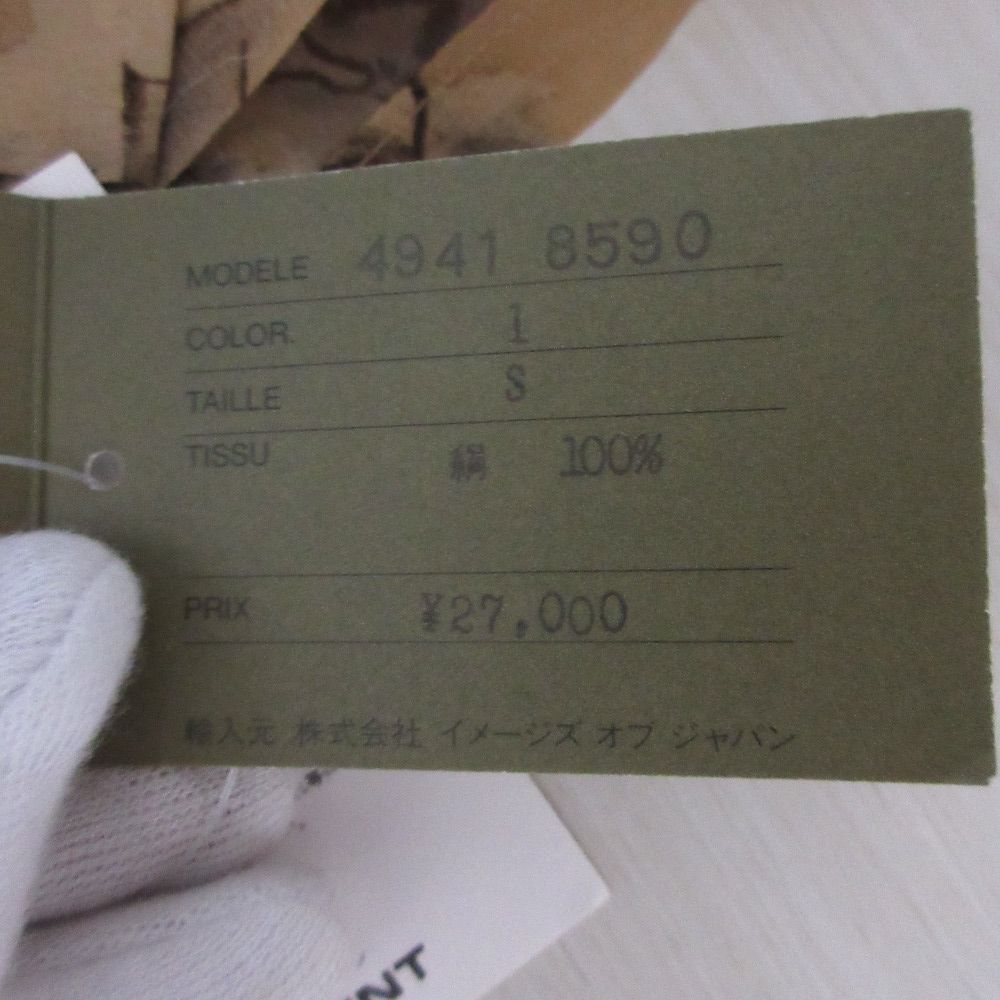 MODELE 4941 8590
COLOR. 1
TAILLE S
TISSU 絹 100%
PRIX ¥27,000
輸入元 株式会社 イメージズ オブ ジャパン